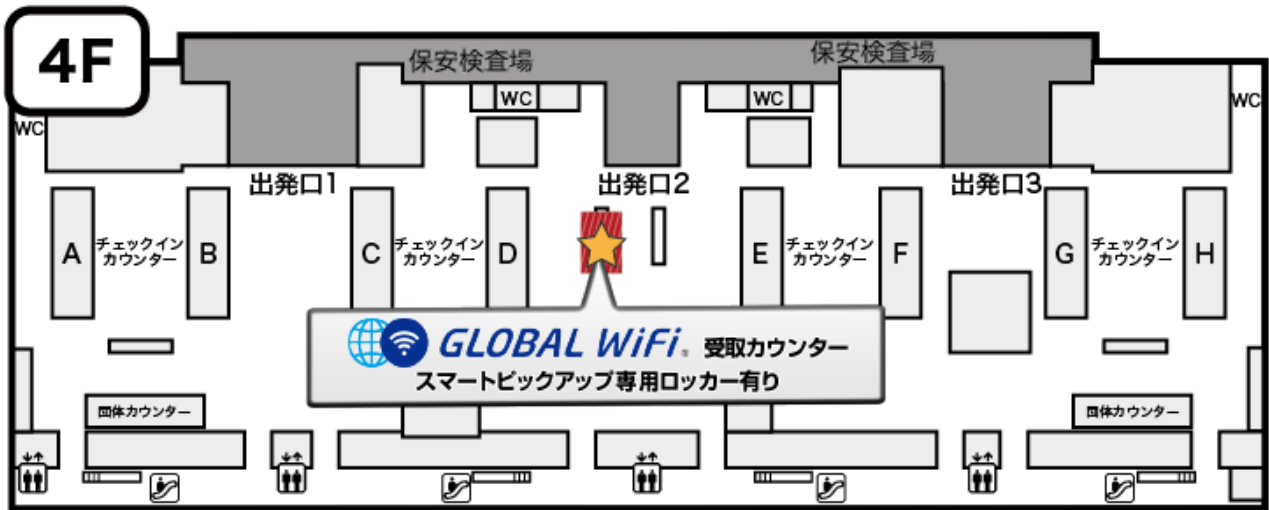 4F
保安検査場
保安検査場
WC
WC
WC
WC
出発口1
出発口2
出発口3
A
チェックイン
カウンター
B
C
チェックイン
カウンター
D
E
チェックイン
カウンター
F
G
チェックイン
カウンター
H
GLOBAL WiFi® 受取カウンター
スマートピックアップ専用ロッカー有り
団体カウンター
団体カウンター